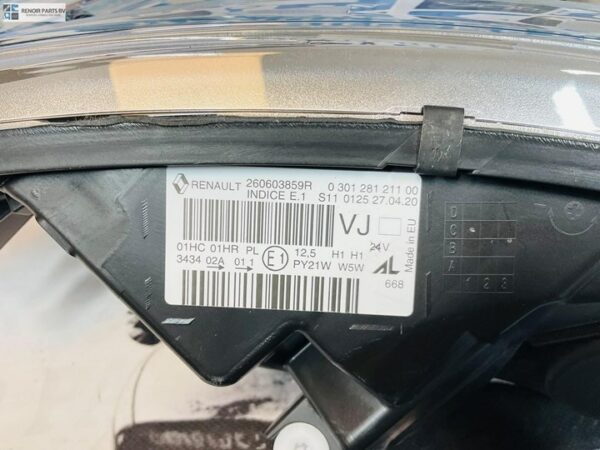 RENOIR PARTS BV
RENAULT 260603859R 0 301 281 211 00
INDICE E.1 S11 0125 27.04.20
VJ
Made in EU
24V
01HC 01HR PL E1 12,5 H1 H1
3434 02A 01 1 PY21W W5W AL
668
D
C
B
A
1 2 3